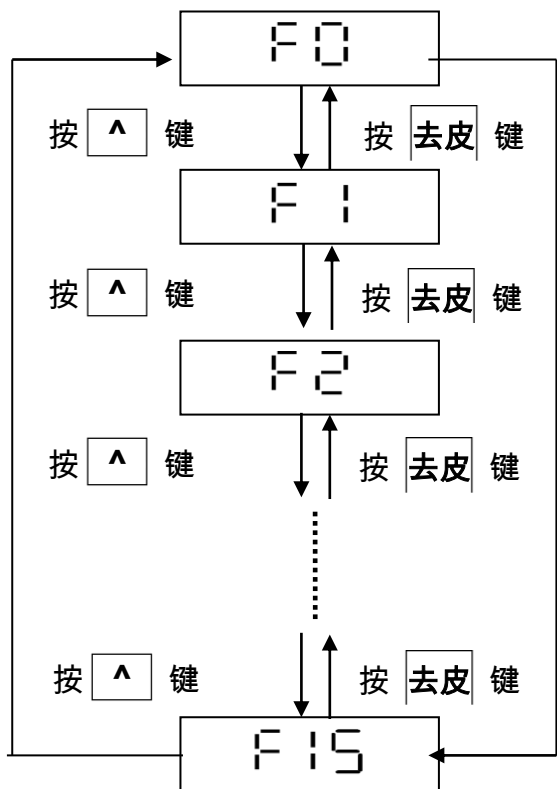 F0
按 ^ 键 按 去皮 键
F1
按 ^ 键 按 去皮 键
F2
按 ^ 键 按 去皮 键
按 ^ 键 按 去皮 键
F15